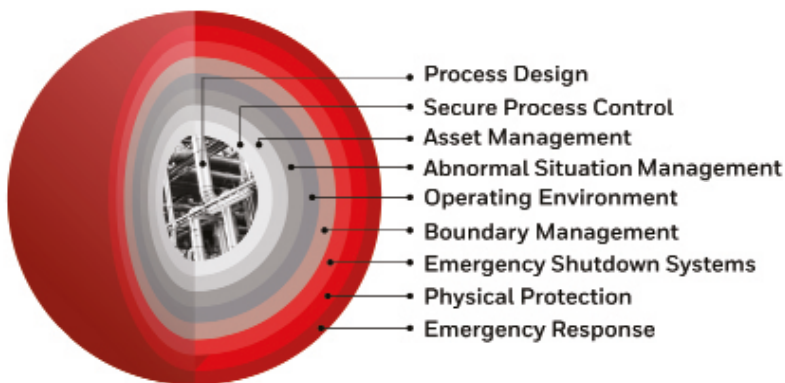 Process Design
Secure Process Control
Asset Management
Abnormal Situation Management
Operating Environment
Boundary Management
Emergency Shutdown Systems
Physical Protection
Emergency Response